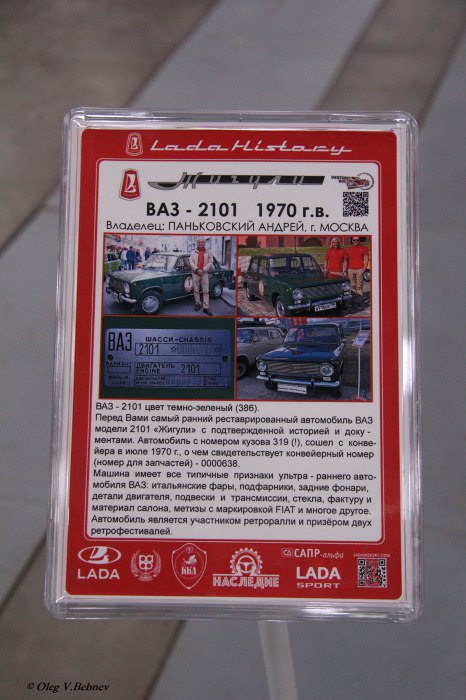 Lada History
Жигули
ВАЗ - 2101 1970 г.в.
Владелец: ПАНЬКОВСКИЙ АНДРЕЙ, г. МОСКВА
ВАЗ
ШАССИ-CHASSIS
2101
ДВИГАТЕЛЬ
ENGINE 2101
ВАЗ - 2101 цвет темно-зеленый (386).
Перед Вами самый ранний реставрированный автомобиль ВАЗ
модели 2101 «Жигули» с подтвержденной историей и доку -
ментами. Автомобиль с номером кузова 319 (!), сошел с конве-
йера в июле 1970 г., о чем свидетельствует конвейерный номер
(номер для запчастей) - 0000638.
Машина имеет все типичные признаки ультра - раннего авто-
мобиля ВАЗ: итальянские фары, подфарники, задние фонари,
детали двигателя, подвески и трансмиссии, стекла, фактуру и
материал салона, метизы с маркировкой FIAT и многое другое.
Автомобиль является участником ретроралли и призёром двух
ретрофестивалей.
LADA
НАСЛЕДИЕ
САПР-альфа
LADA
SPORT
© Oleg V.Bebnev